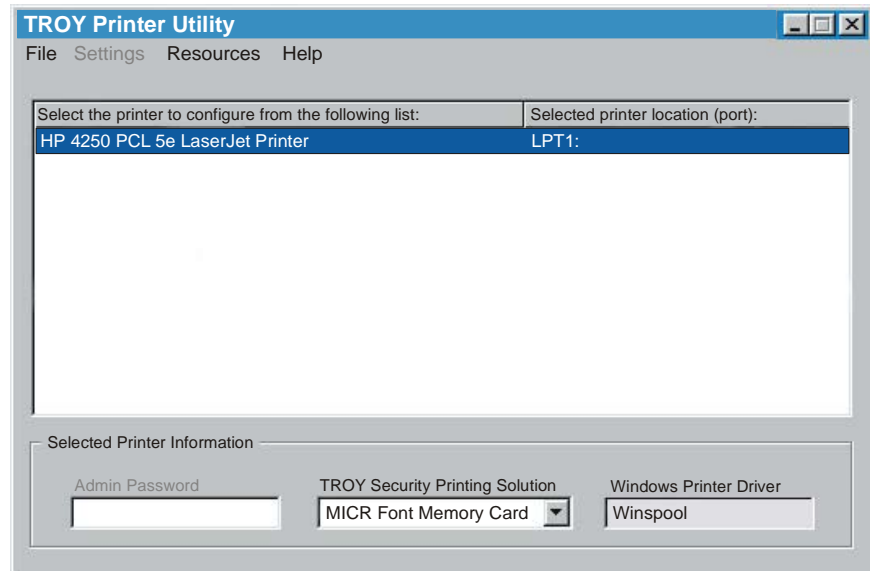 TROY Printer Utility
File Settings Resources Help
Select the printer to configure from the following list: Selected printer location (port):
HP 4250 PCL 5e LaserJet Printer LPT1:
Selected Printer Information
Admin Password TROY Security Printing Solution Windows Printer Driver
MICR Font Memory Card Winspool